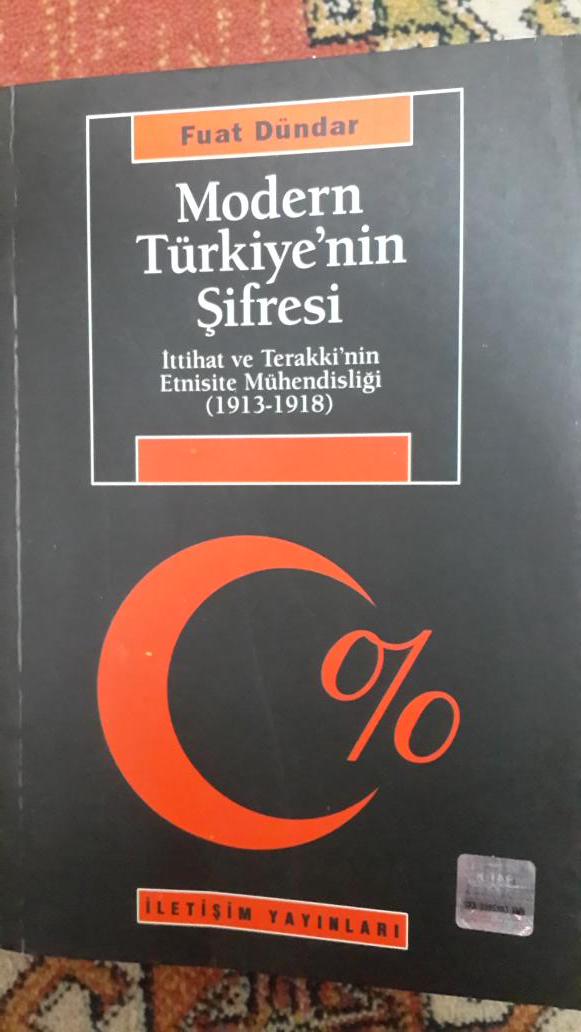 Fuat Dündar
Modern
Türkiye'nin
Şifresi
İttihat ve Terakki'nin
Etnisite Mühendisliği
(1913-1918)
%
İLETİŞİM YAYINLARI